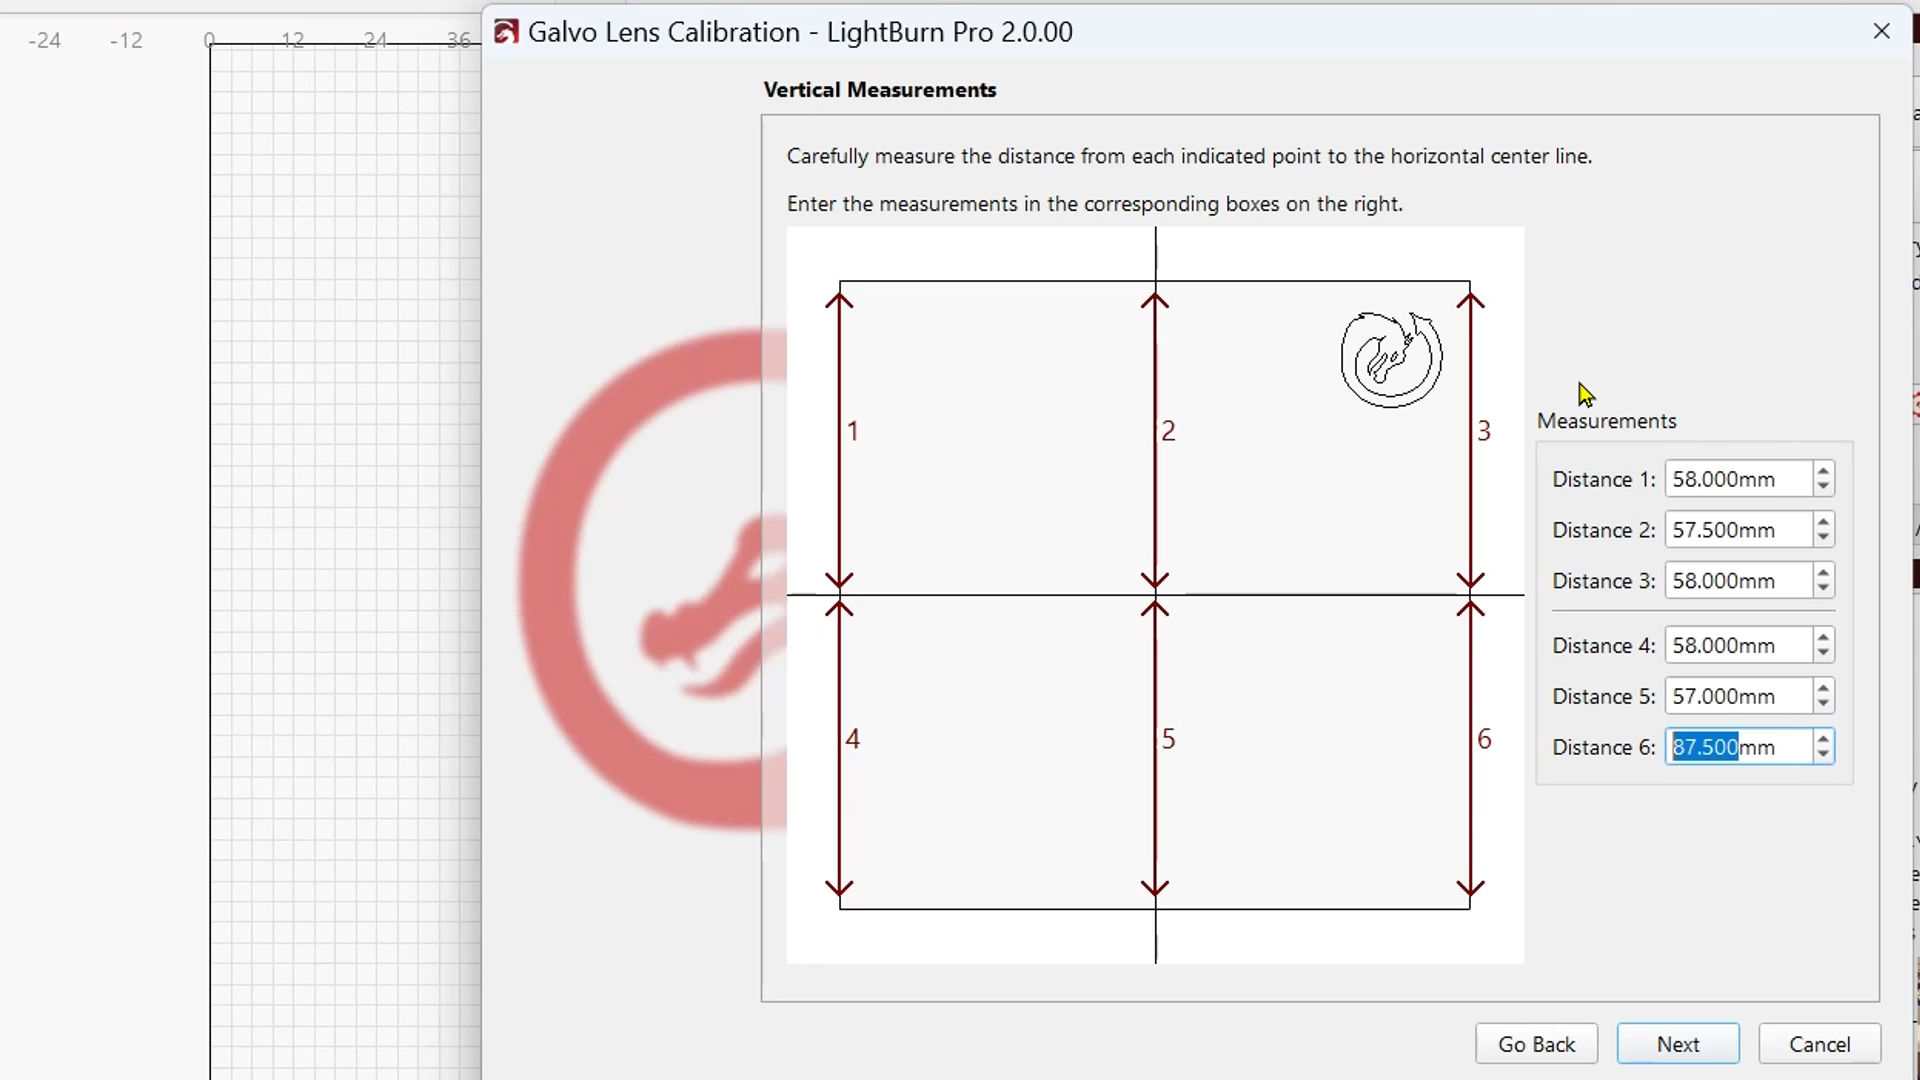 -24 -12 0 12 24 36
Galvo Lens Calibration - LightBurn Pro 2.0.00
Vertical Measurements
Carefully measure the distance from each indicated point to the horizontal center line.
Enter the measurements in the corresponding boxes on the right.
1 2 3
4 5 6
Measurements
Distance 1: 58.000mm
Distance 2: 57.500mm
Distance 3: 58.000mm
Distance 4: 58.000mm
Distance 5: 57.000mm
Distance 6: 87.500mm
Go Back Next Cancel